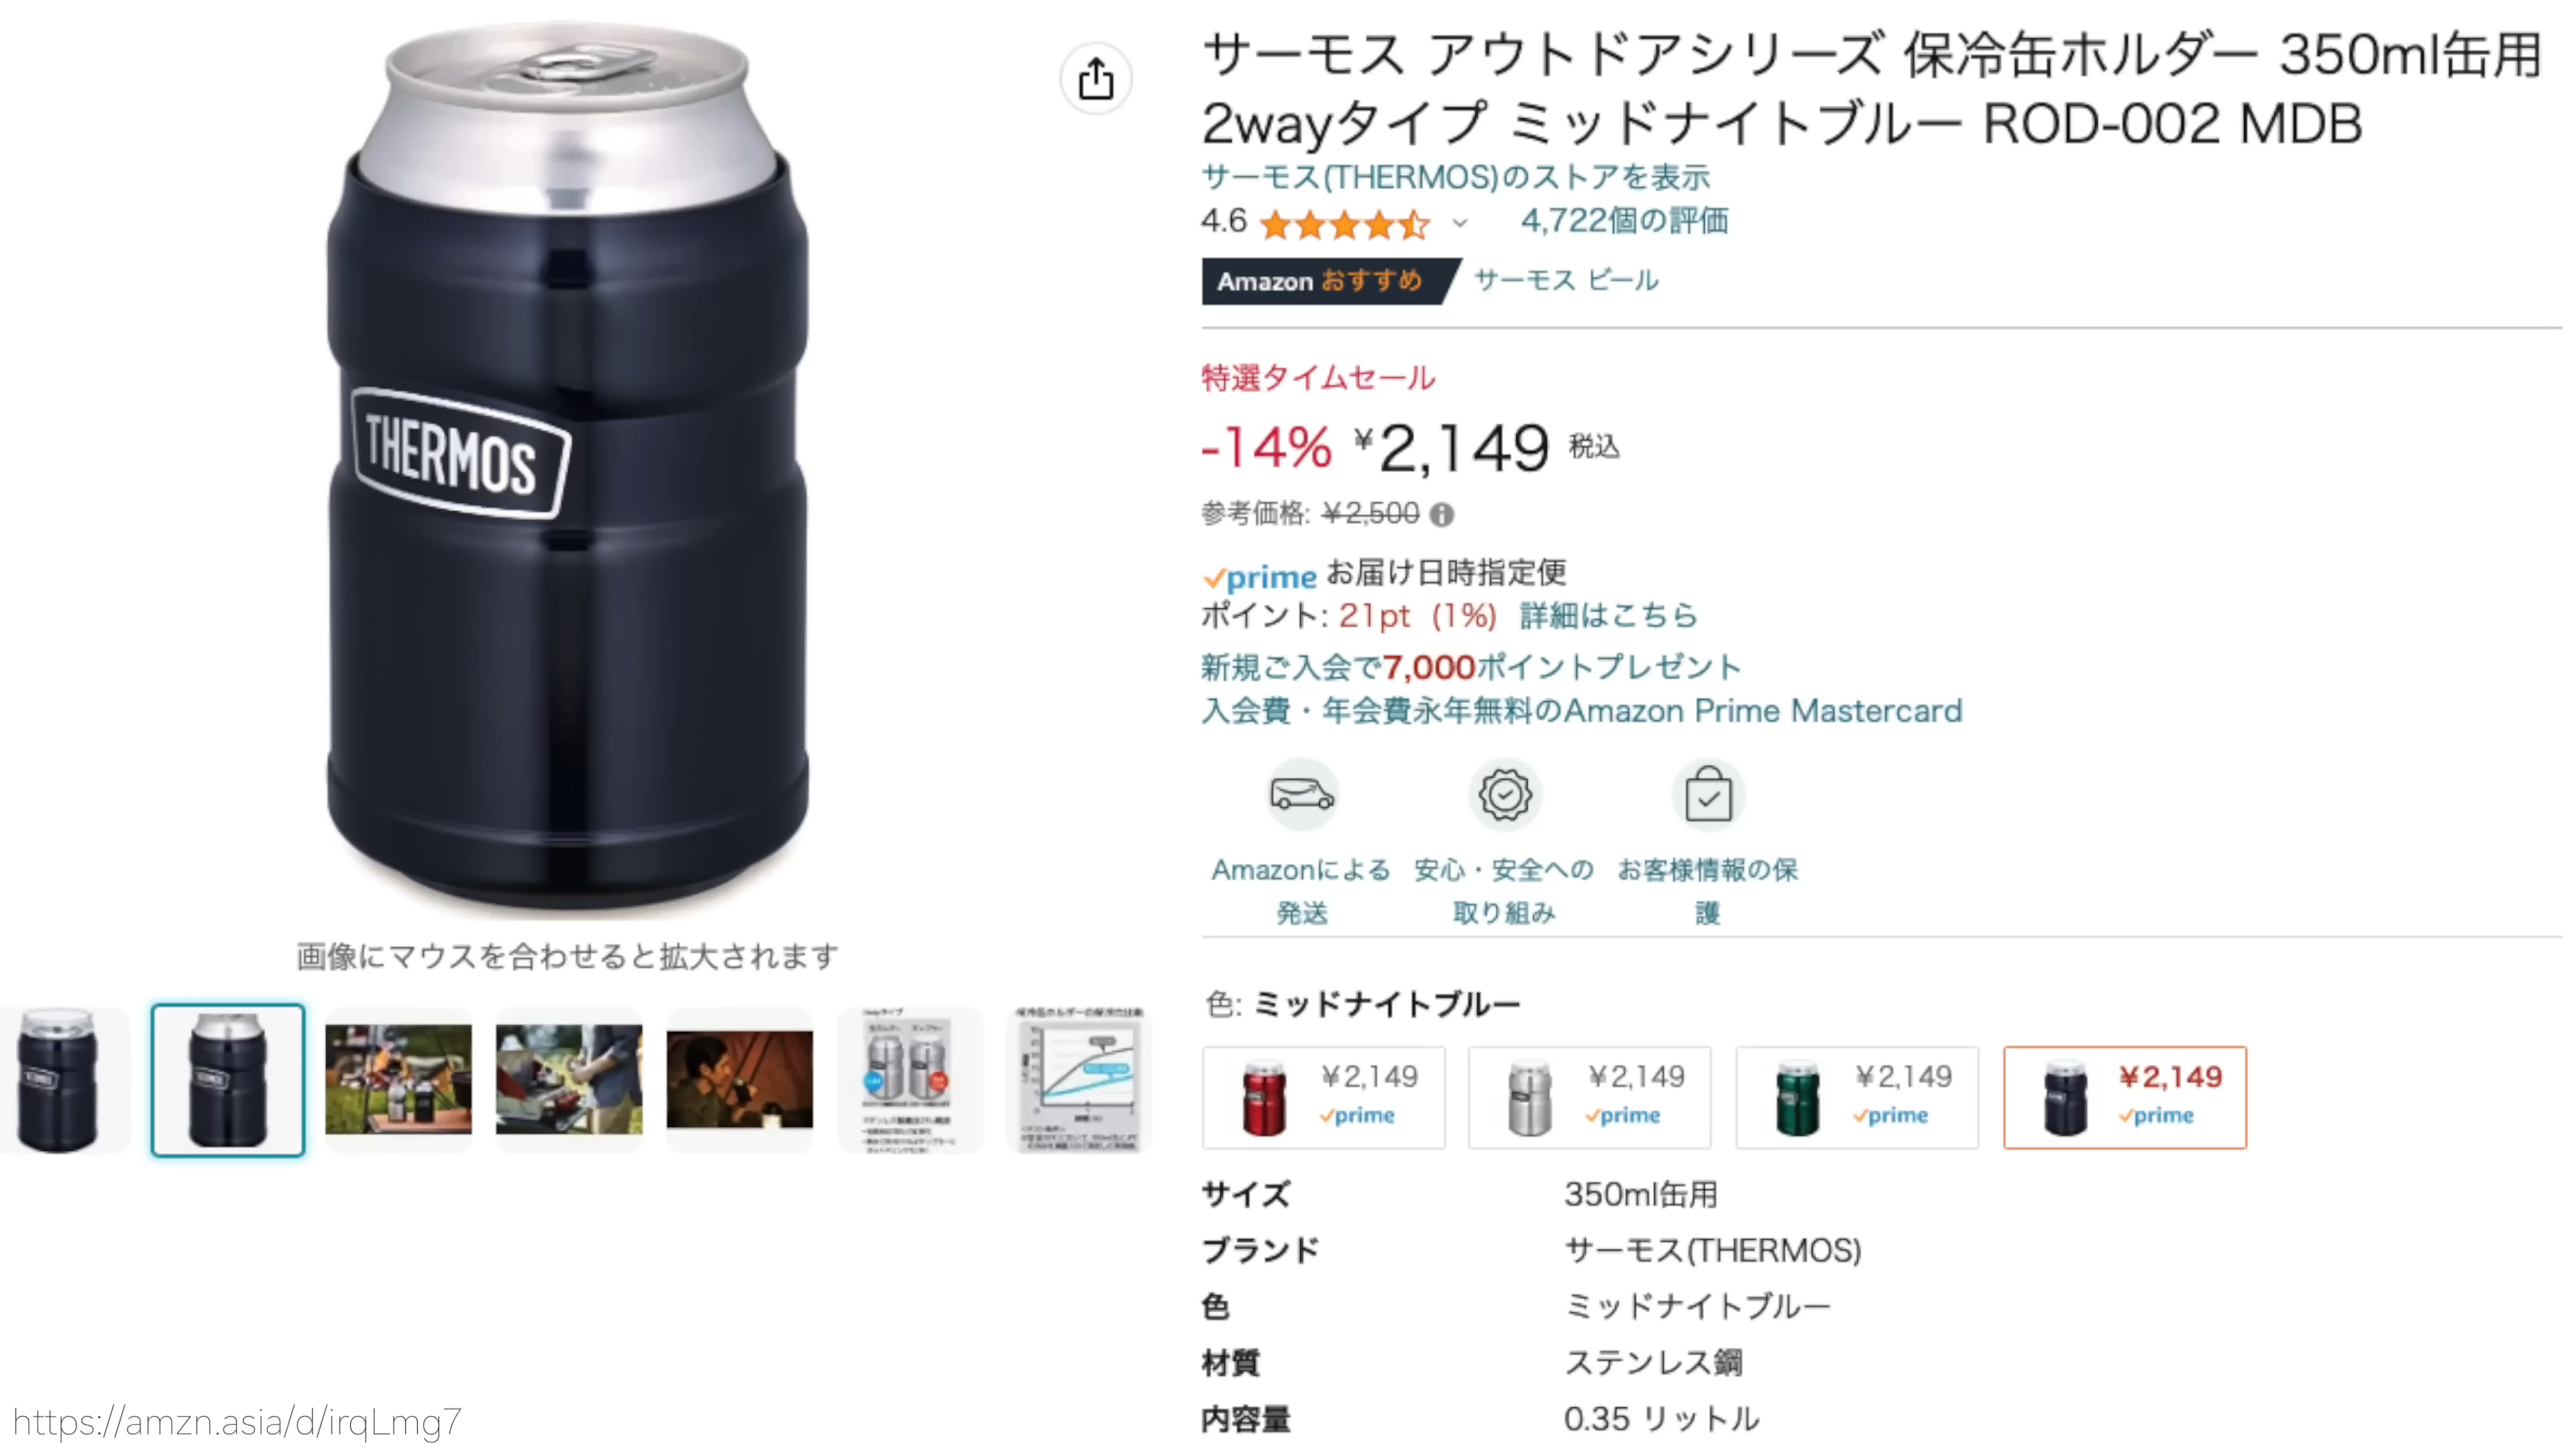 THERMOS
画像にマウスを合わせると拡大されます
2wayタイプ
https://amzn.asia/d/irqLmg7
サーモス アウトドアシリーズ 保冷缶ホルダー 350ml缶用
2wayタイプ ミッドナイトブルー ROD-002 MDB
サーモス(THERMOS)のストアを表示
4.6 4,722個の評価
Amazon おすすめ サーモス ビール
特選タイムセール
-14% ¥2,149 税込
参考価格: ¥2,500
prime お届け日時指定便
ポイント: 21pt (1%) 詳細はこちら
新規ご入会で7,000ポイントプレゼント
入会費・年会費永年無料のAmazon Prime Mastercard
Amazonによる 安心・安全への お客様情報の保
発送 取り組み 護
色: ミッドナイトブルー
¥2,149 ¥2,149 ¥2,149 ¥2,149
prime prime prime prime
サイズ 350ml缶用
ブランド サーモス(THERMOS)
色 ミッドナイトブルー
材質 ステンレス鋼
内容量 0.35 リットル